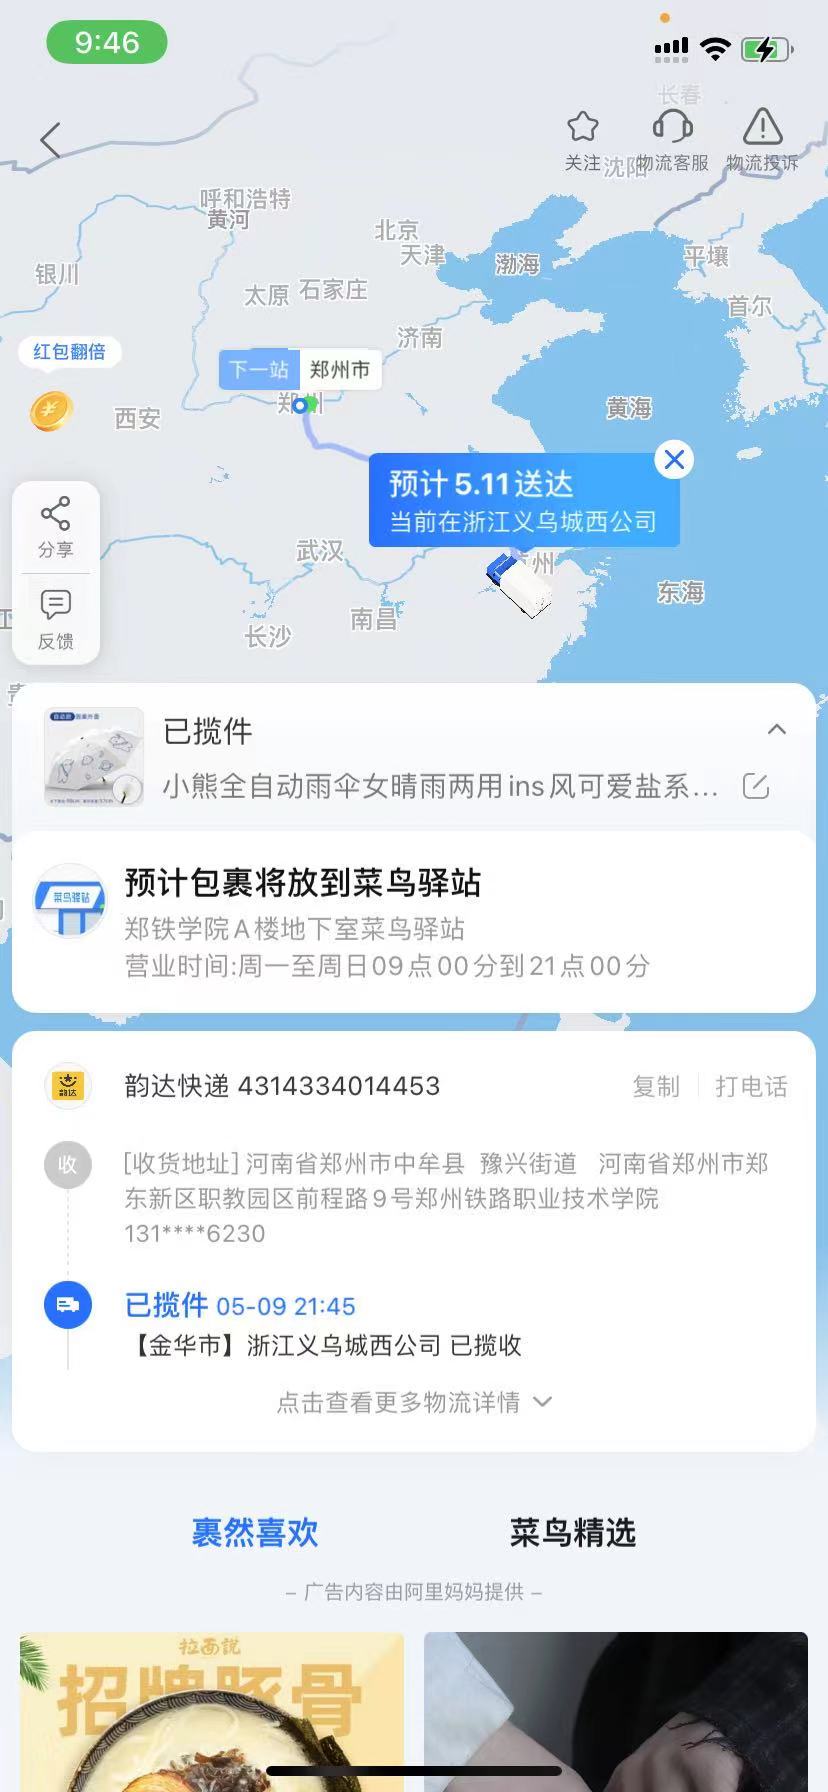 9:46
长春
关注
物流客服
物流投诉
沈阳
呼和浩特
黄河
北京
天津
渤海
平壤
银川
太原
石家庄
首尔
济南
红包翻倍
下一站
郑州市
西安
黄海
预计5.11送达
当前在浙江义乌城西公司
分享
武汉
州
东海
反馈
南昌
长沙
已揽件
小熊全自动雨伞女晴雨两用ins风可爱盐系...
预计包裹将放到菜鸟驿站
菜鸟驿站
郑铁学院A楼地下室菜鸟驿站
营业时间:周一至周日09点00分到21点00分
韵达
韵达快递 4314334014453
复制
打电话
收
[收货地址] 河南省郑州市中牟县 豫兴街道 河南省郑州市郑
东新区职教园区前程路9号郑州铁路职业技术学院
131****6230
已揽件 05-09 21:45
【金华市】浙江义乌城西公司 已揽收
点击查看更多物流详情
裹然喜欢
菜鸟精选
– 广告内容由阿里妈妈提供 –
拉面説
招牌豚骨